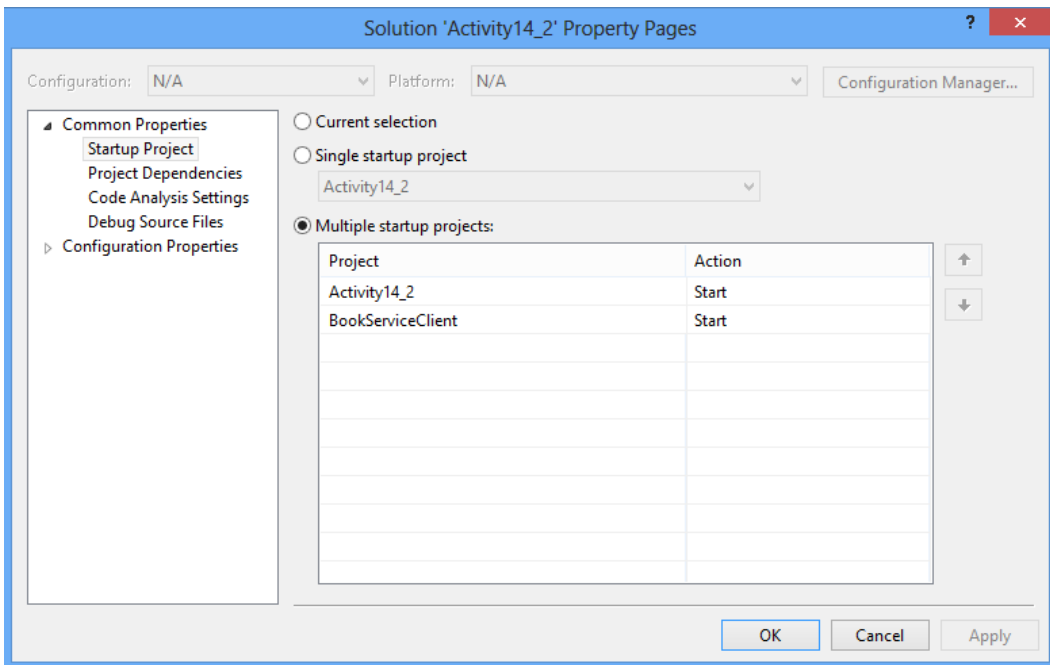 Solution 'Activity14_2' Property Pages
?
×
Configuration: N/A Platform: N/A Configuration Manager...
Common Properties
Startup Project
Project Dependencies
Code Analysis Settings
Debug Source Files
Configuration Properties
Current selection
Single startup project
Activity14_2
Multiple startup projects:
Project Action
Activity14_2 Start
BookServiceClient Start
OK Cancel Apply